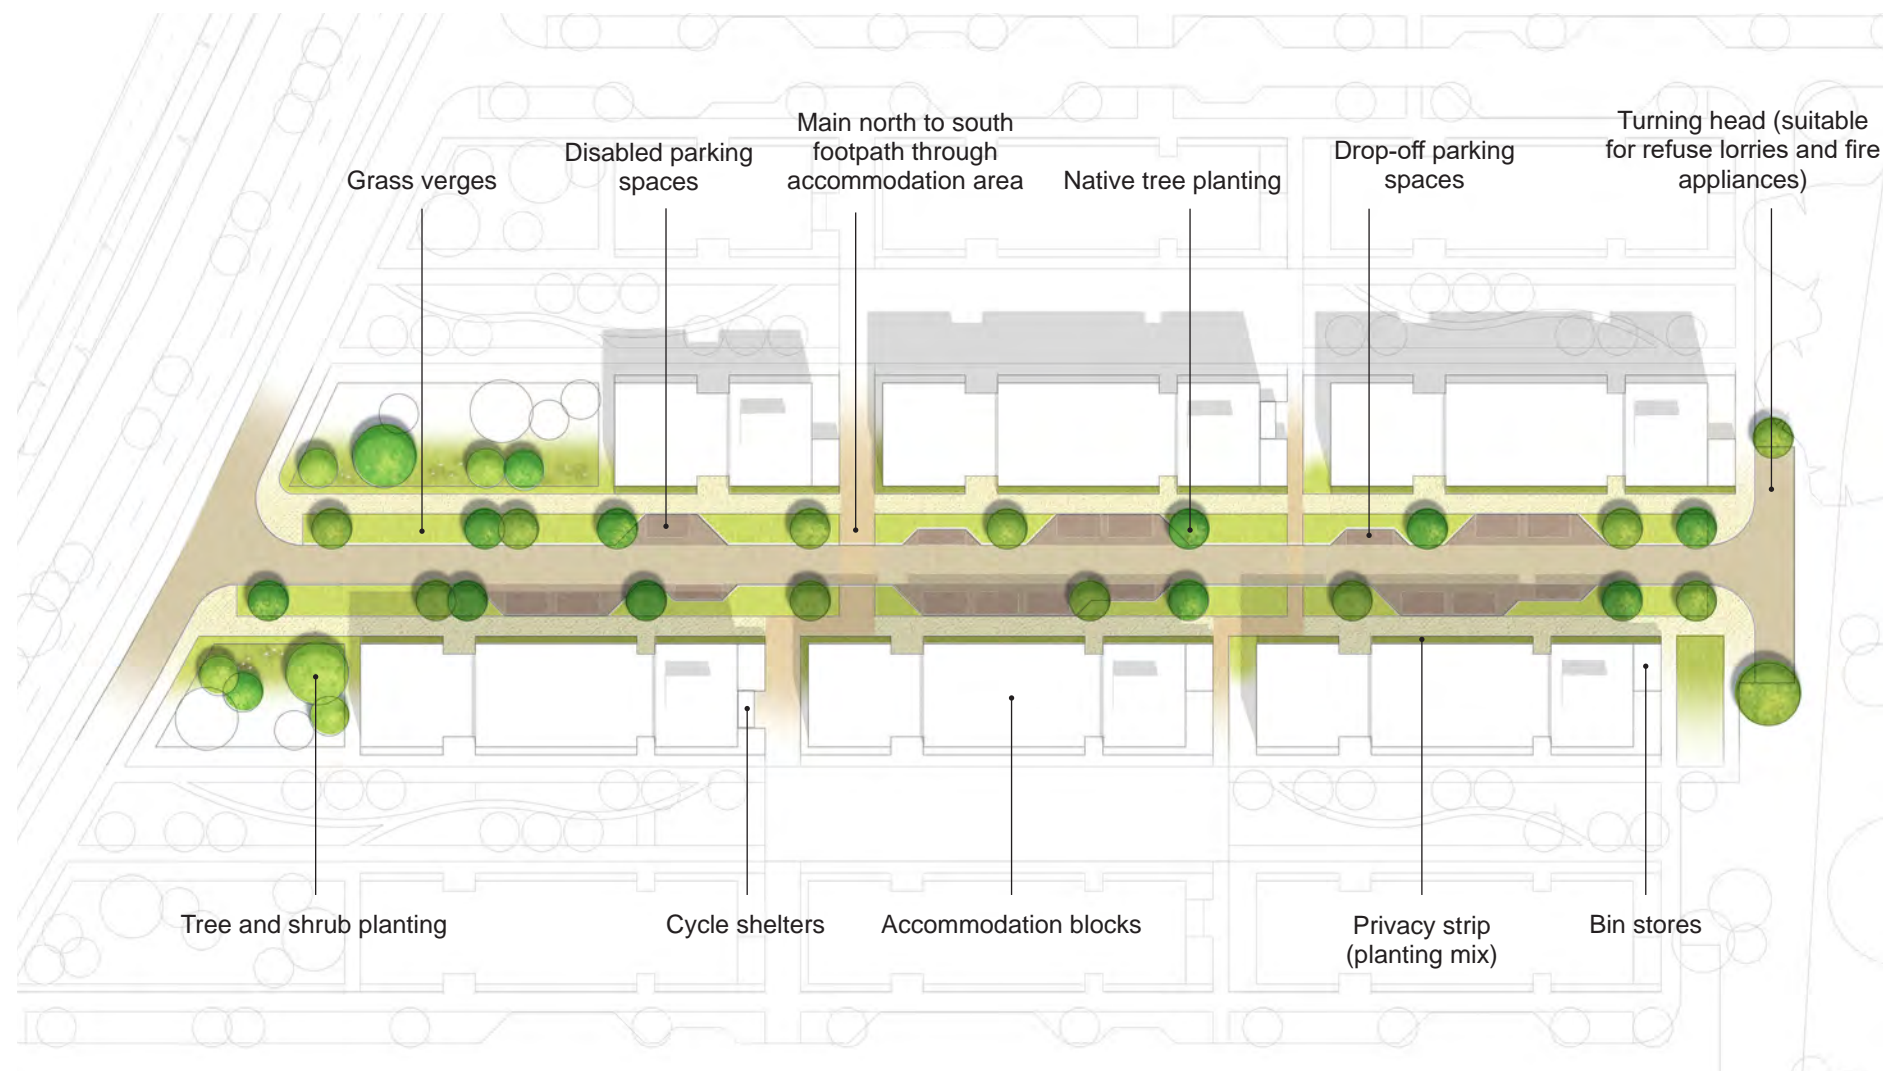 Grass verges
Disabled parking
spaces
Main north to south
footpath through
accommodation area
Native tree planting
Drop-off parking
spaces
Turning head (suitable
for refuse lorries and fire
appliances)
Tree and shrub planting
Cycle shelters
Accommodation blocks
Privacy strip
(planting mix)
Bin stores